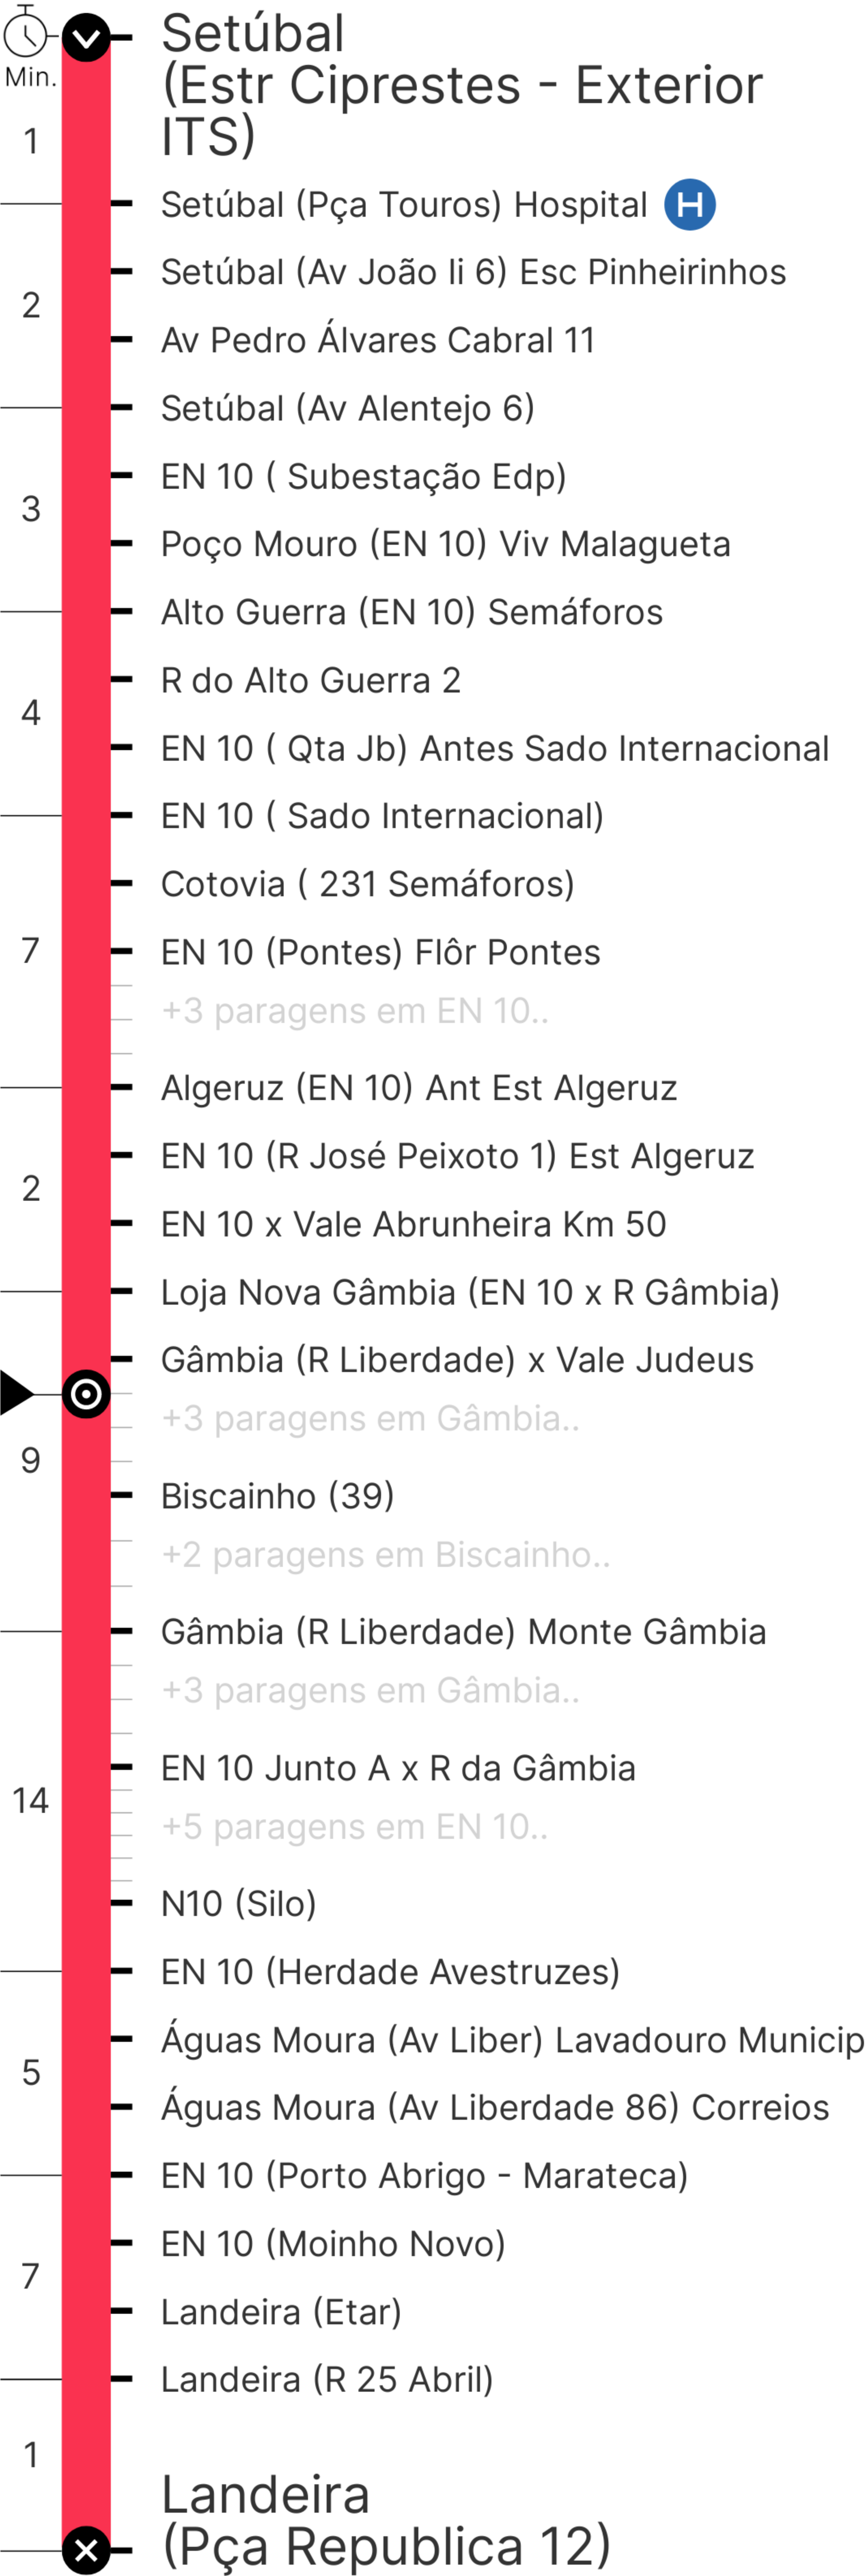 Setúbal
(Estr Ciprestes - Exterior
ITS)
Min.
1
Setúbal (Pça Touros) Hospital H
Setúbal (Av João Ii 6) Esc Pinheirinhos
2
Av Pedro Álvares Cabral 11
Setúbal (Av Alentejo 6)
EN 10 ( Subestação Edp)
3
Poço Mouro (EN 10) Viv Malagueta
Alto Guerra (EN 10) Semáforos
R do Alto Guerra 2
4
EN 10 ( Qta Jb) Antes Sado Internacional
EN 10 ( Sado Internacional)
Cotovia ( 231 Semáforos)
7
EN 10 (Pontes) Flôr Pontes
+3 paragens em EN 10..
Algeruz (EN 10) Ant Est Algeruz
EN 10 (R José Peixoto 1) Est Algeruz
2
EN 10 x Vale Abrunheira Km 50
Loja Nova Gâmbia (EN 10 x R Gâmbia)
Gâmbia (R Liberdade) x Vale Judeus
+3 paragens em Gâmbia..
9
Biscainho (39)
+2 paragens em Biscainho..
Gâmbia (R Liberdade) Monte Gâmbia
+3 paragens em Gâmbia..
EN 10 Junto A x R da Gâmbia
14
+5 paragens em EN 10..
N10 (Silo)
EN 10 (Herdade Avestruzes)
Águas Moura (Av Liber) Lavadouro Municip
5
Águas Moura (Av Liberdade 86) Correios
EN 10 (Porto Abrigo - Marateca)
EN 10 (Moinho Novo)
7
Landeira (Etar)
Landeira (R 25 Abril)
1
Landeira
(Pça Republica 12)